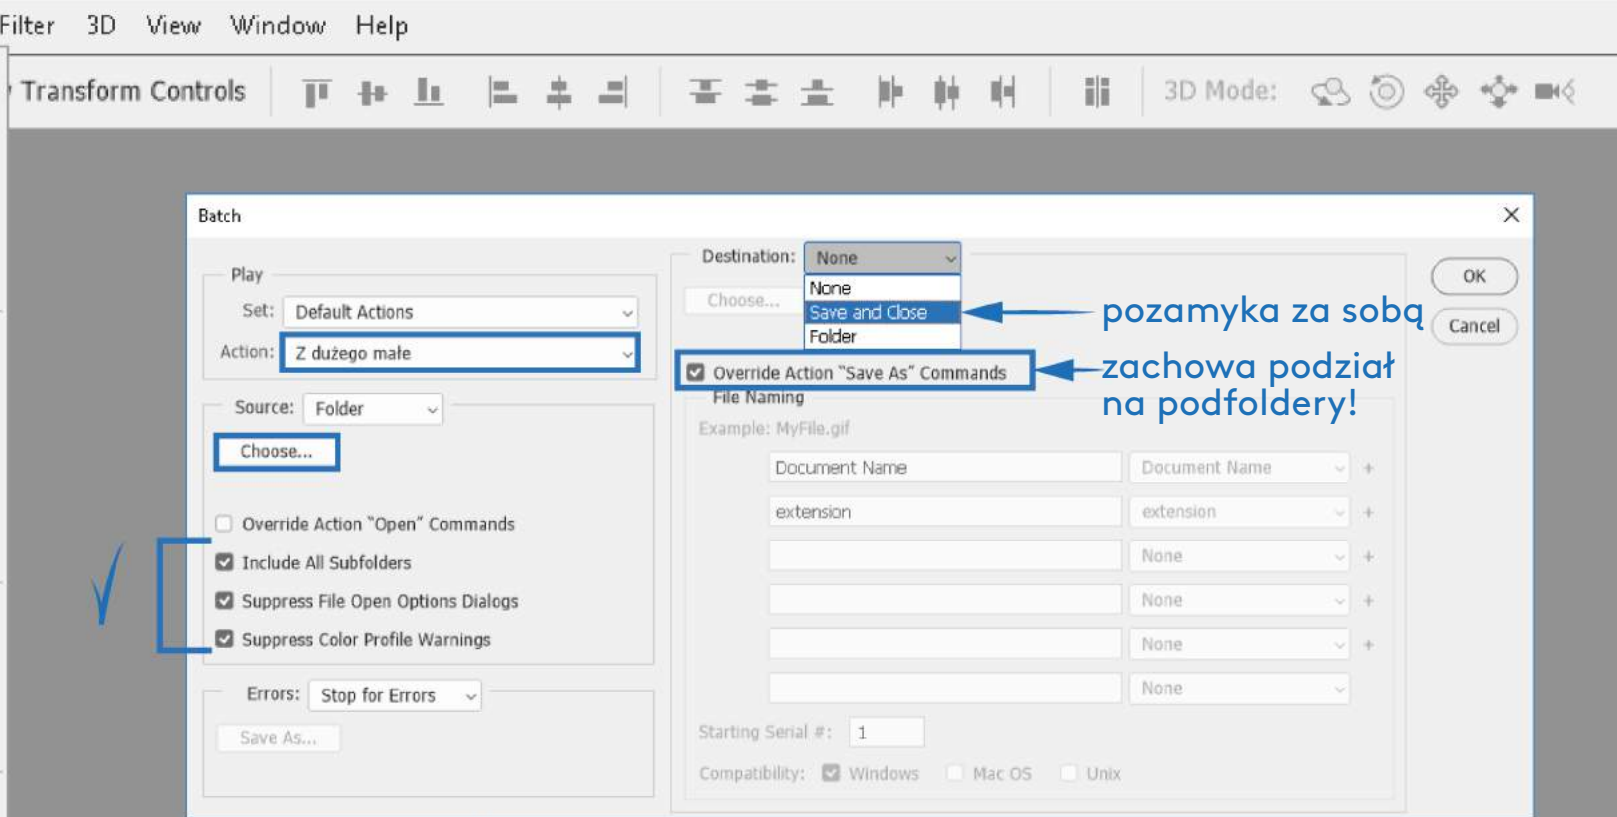 Filter 3D View Window Help
Transform Controls
3D Mode:
Batch
Play
Set: Default Actions
Action: Z dużego małe
Source: Folder
Choose...
Override Action "Open" Commands
Include All Subfolders
Suppress File Open Options Dialogs
Suppress Color Profile Warnings
Errors: Stop for Errors
Save As...
Destination: None
Choose...
None
Save and Close
Folder
pozamyka za sobą
Override Action "Save As" Commands
zachowa podział
na podfoldery!
File Naming
Example: MyFile.gif
Document Name Document Name +
extension extension +
None +
None +
None +
None
Starting Serial #: 1
Compatibility: Windows Mac OS Unix
OK
Cancel